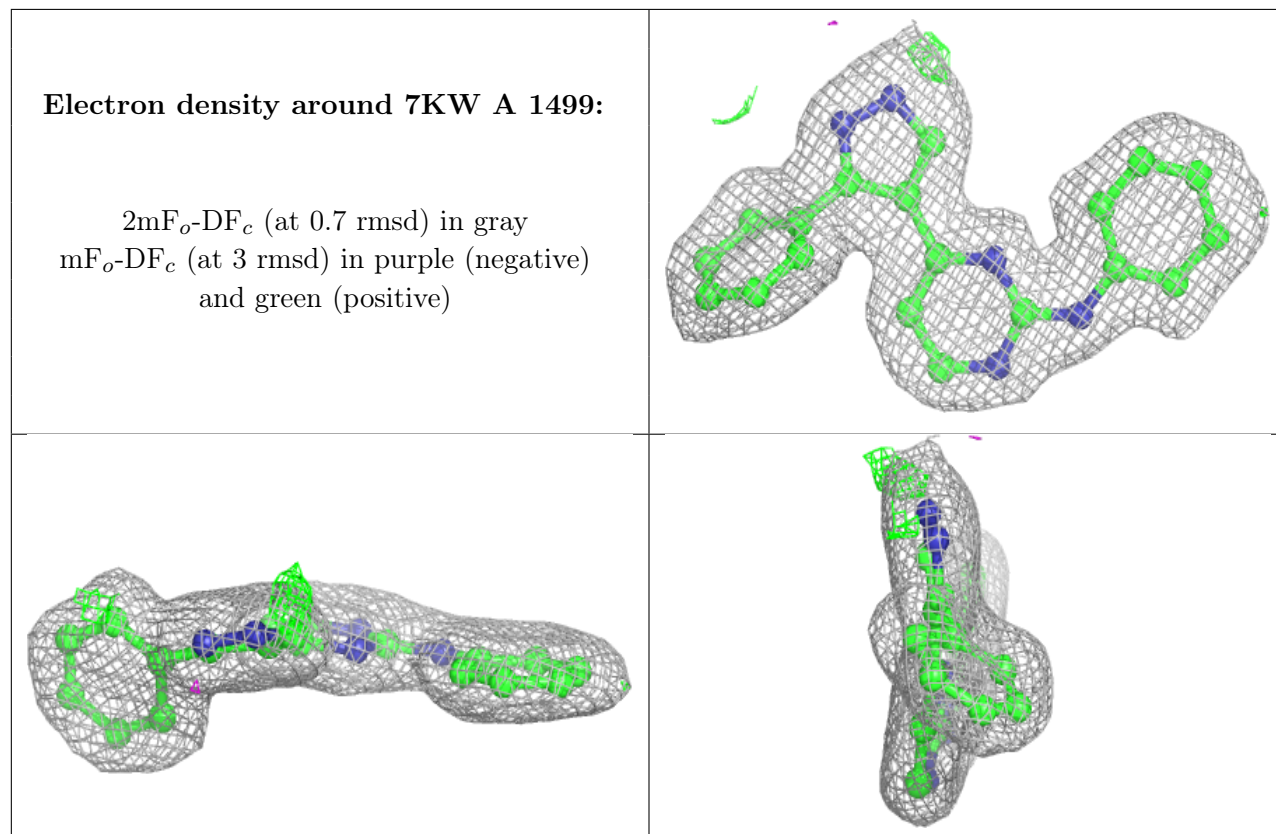 Electron density around 7KW A 1499:
2mFo-DFc (at 0.7 rmsd) in gray
mFo-DFc (at 3 rmsd) in purple (negative)
and green (positive)